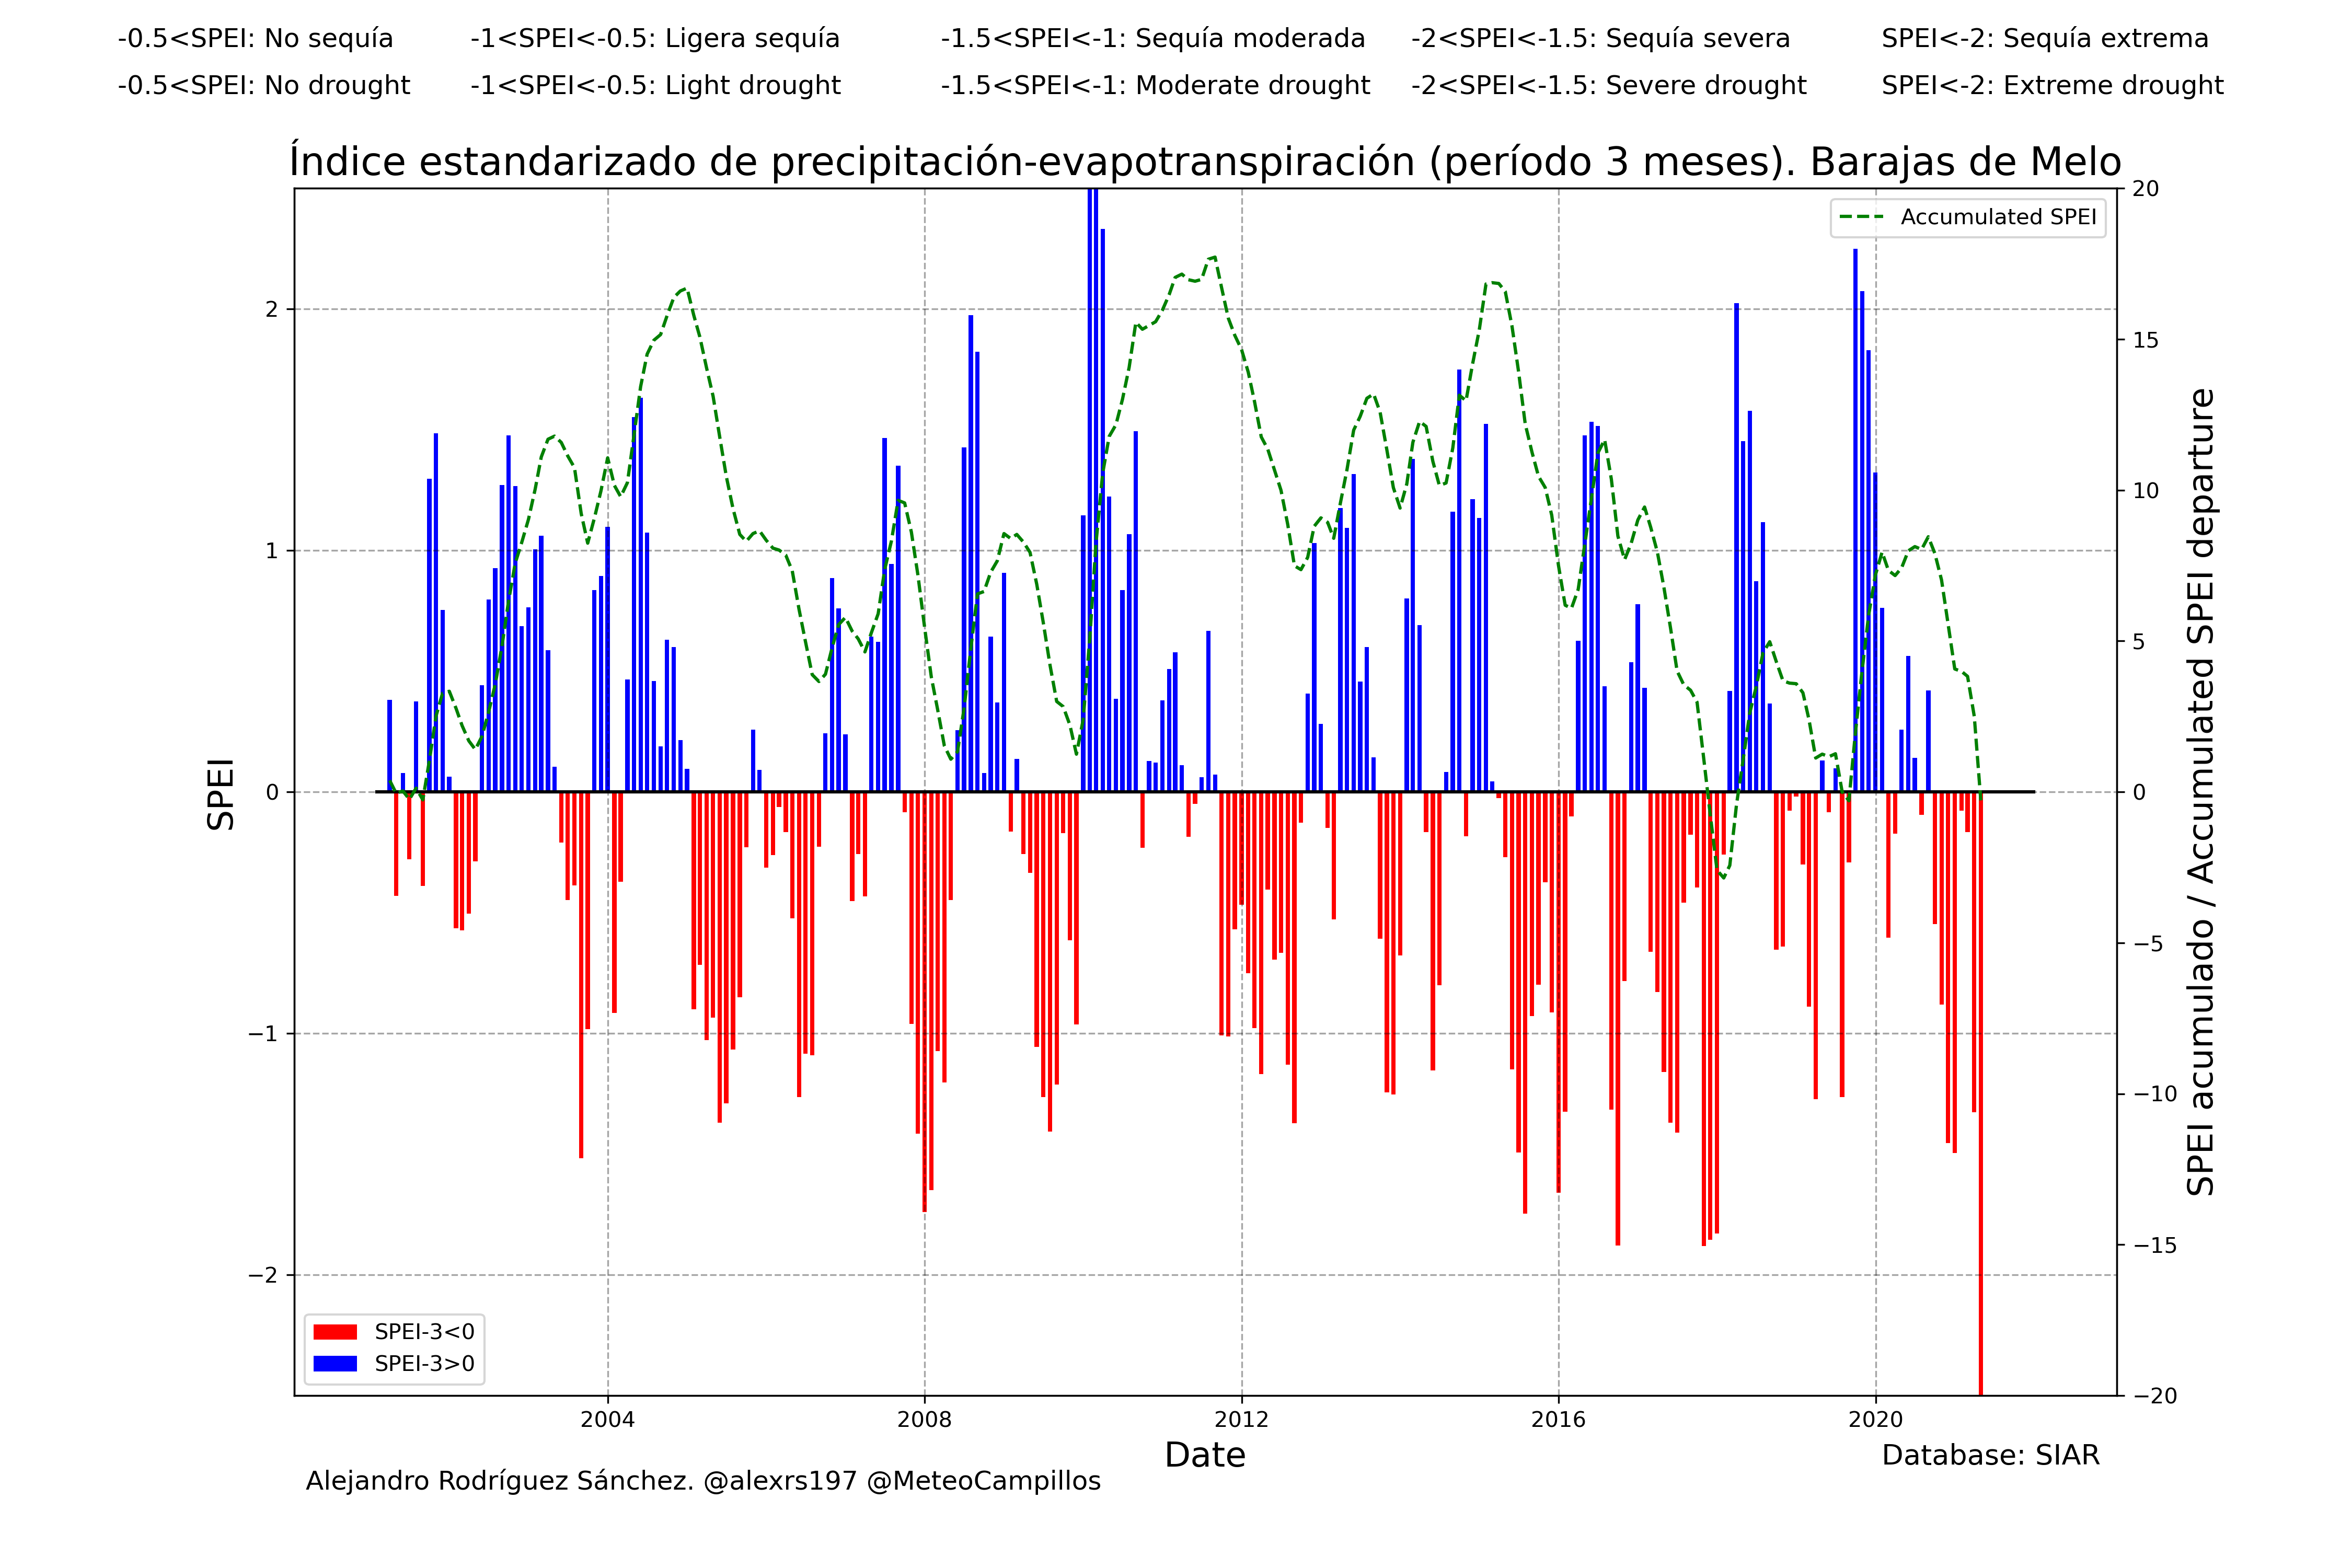 -0.5<SPEI: No sequía -1<SPEI<-0.5: Ligera sequía -1.5<SPEI<-1: Sequía moderada -2<SPEI<-1.5: Sequía severa SPEI<-2: Sequía extrema
-0.5<SPEI: No drought -1<SPEI<-0.5: Light drought -1.5<SPEI<-1: Moderate drought -2<SPEI<-1.5: Severe drought SPEI<-2: Extreme drought
Índice estandarizado de precipitación-evapotranspiración (período 3 meses). Barajas de Melo
Accumulated SPEI
SPEI
2
1
0
−1
−2
20
15
10
5
0
−5
−10
−15
−20
SPEI acumulado / Accumulated SPEI departure
SPEI-3<0
SPEI-3>0
2004 2008 2012 2016 2020
Date
Database: SIAR
Alejandro Rodríguez Sánchez. @alexrs197 @MeteoCampillos